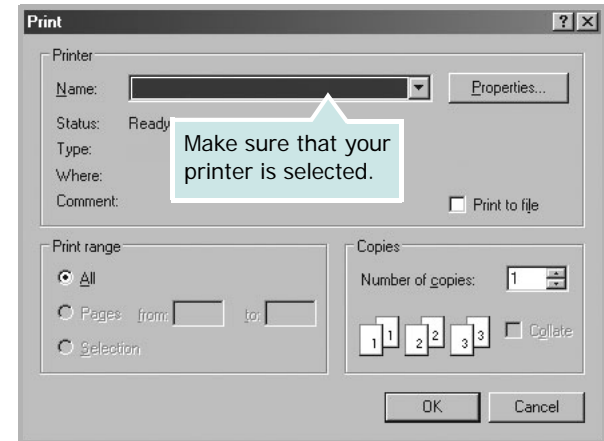 Print
Printer
Name:
Properties...
Status: Ready
Type:
Where:
Comment:
Make sure that your
printer is selected.
Print to file
Print range
All
Pages from: to:
Selection
Copies
Number of copies: 1
1 1 2 2 3 3
Collate
OK Cancel